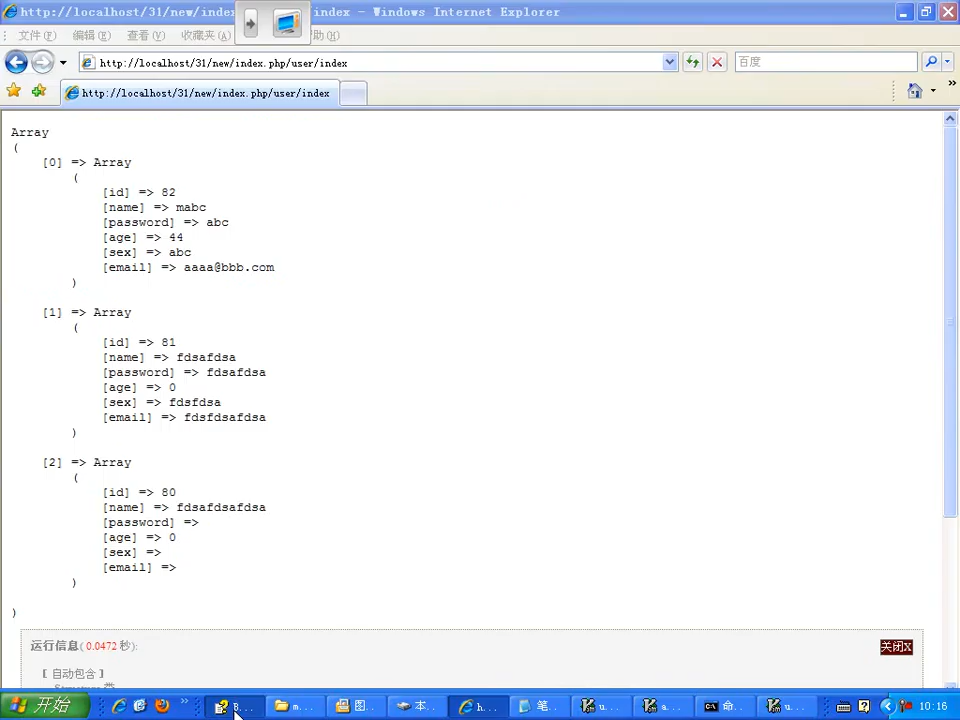 http://localhost/31/new/index index - Windows Internet Explorer
文件(F) 编辑(E) 查看(V) 收藏夹(A) 助(H)
http://localhost/31/new/index.php/user/index
百度
http://localhost/31/new/index.php/user/index
Array
(
[0] => Array
(
[id] => 82
[name] => mabc
[password] => abc
[age] => 44
[sex] => abc
[email] => aaaa@bbb.com
)
[1] => Array
(
[id] => 81
[name] => fdsafdsa
[password] => fdsafdsa
[age] => 0
[sex] => fdsfdsa
[email] => fdsfdsafdsa
)
[2] => Array
(
[id] => 80
[name] => fdsafdsafdsa
[password] =>
[age] => 0
[sex] =>
[email] =>
)
)
运行信息( 0.0472 秒):
关闭X
[ 自动包含 ]
开始 B... m... 图... 本... h... 笔... u... a... 命... u... 10:16